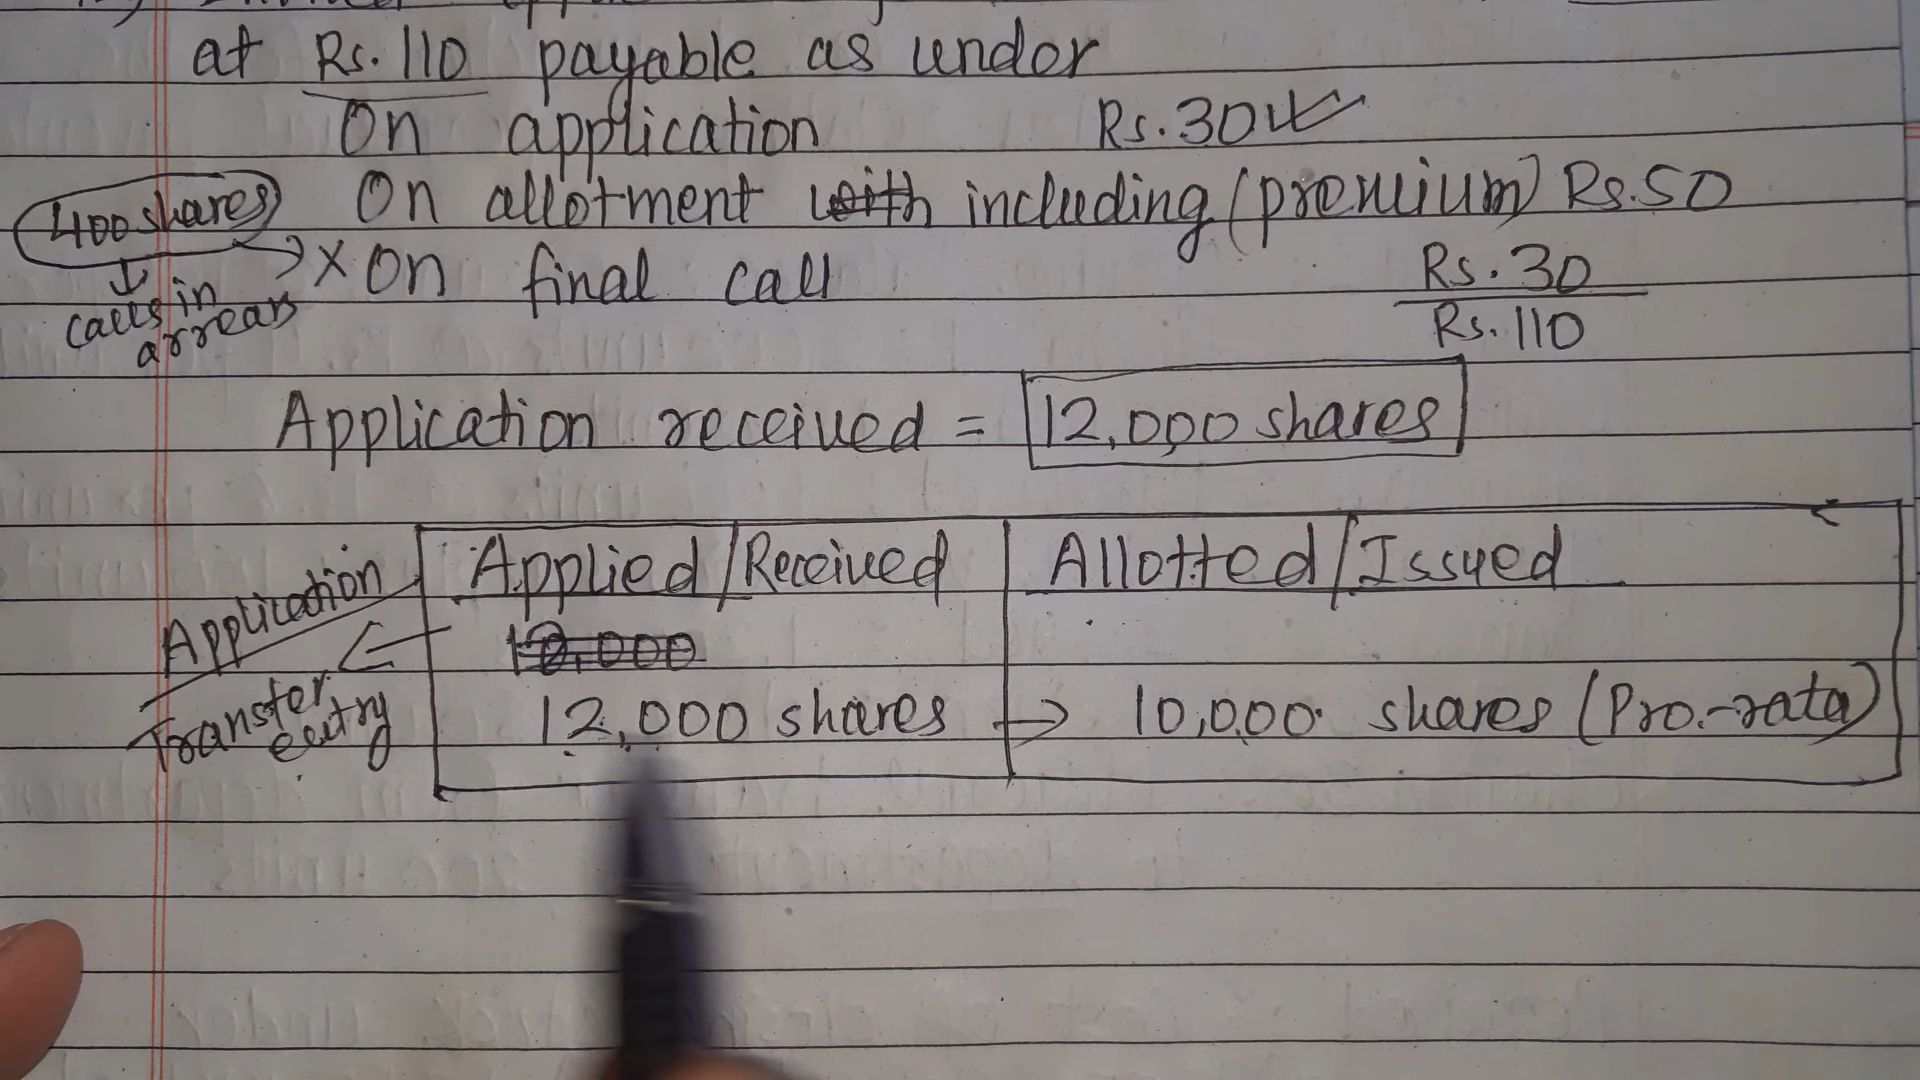 at Rs. 110 payable as under
On application Rs. 30
400 shares On allotment with including (premium) Rs. 50
× On final call Rs. 30
calls in arrears
Rs. 110
Application received = 12,000 shares
Applied/Received Allotted/Issued
Application
12,000
Transfer entry
12,000 shares → 10,000 shares (Pro.-rata)